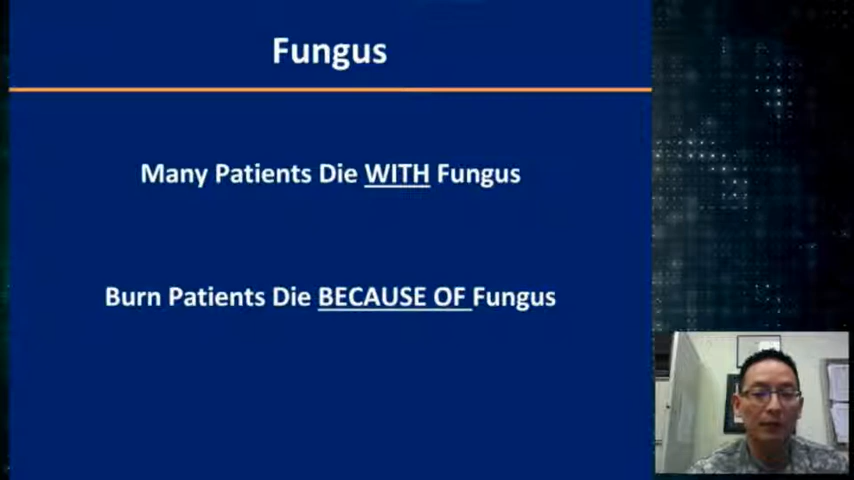 Fungus
Many Patients Die WITH Fungus
Burn Patients Die BECAUSE OF Fungus